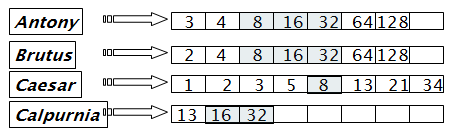 Antony 3 4 8 16 32 64 128
Brutus 2 4 8 16 32 64 128
Caesar 1 2 3 5 8 13 21 34
Calpurnia 13 16 32